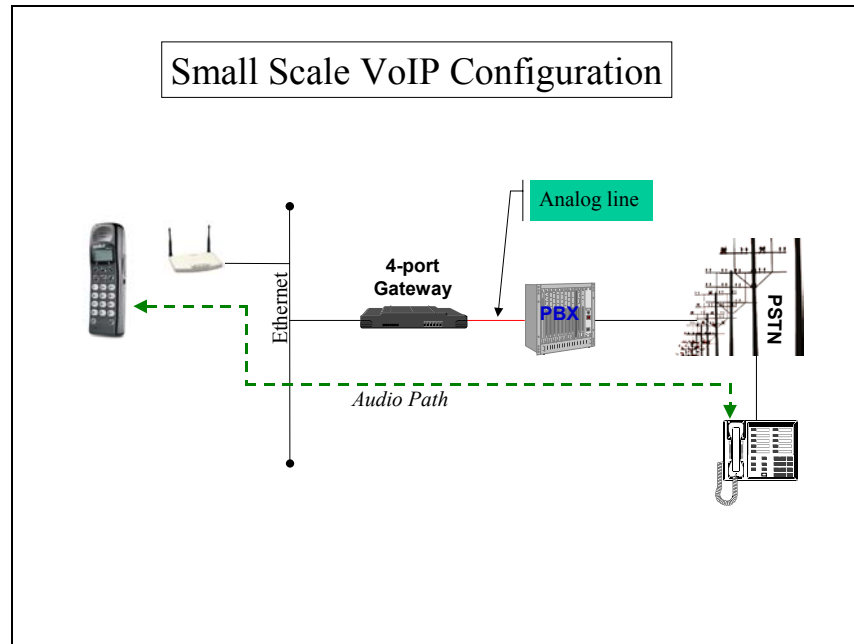 Small Scale VoIP Configuration
Analog line
4-port
Gateway
Ethernet
PBX
PSTN
Audio Path